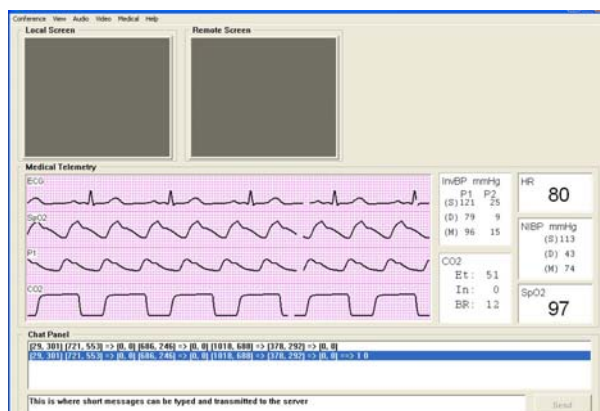 Conference View Audio Video Medical Help
Local Screen Remote Screen
Medical Telemetry
ECG
SpO2
P1
CO2
InvBP mmHg
P1 P2
(S)121 25
(D) 79 9
(M) 96 15
CO2
Et: 51
In: 0
BR: 12
HR
80
NIBP mmHg
(S)113
(D) 43
(M) 74
SpO2
97
Chat Panel
[29, 301) [721, 553) => [0, 0) [686, 246) => [0, 0) [1018, 688) => [378, 292) => [0, 0)
[29, 301) [721, 553) => [0, 0) [686, 246) => [0, 0) [1018, 688) => [378, 292) => [0, 0) ==> 1 0
This is where short messages can be typed and transmitted to the server
Send